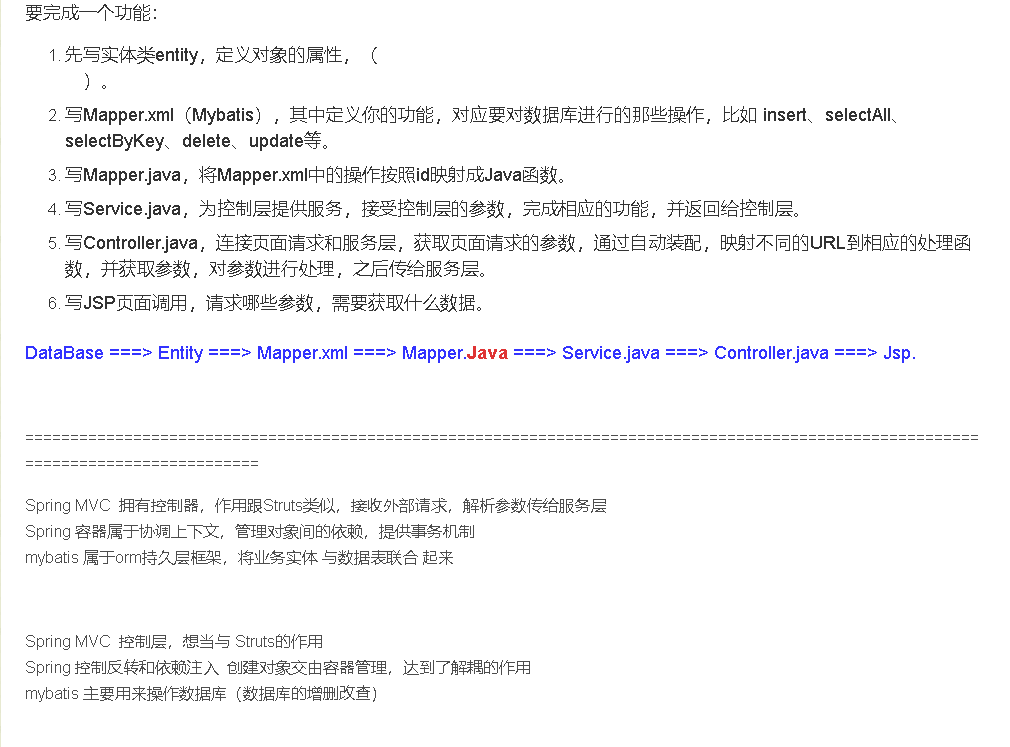 要完成一个功能：
1. 先写实体类entity，定义对象的属性，（
）。
2. 写Mapper.xml（Mybatis），其中定义你的功能，对应要对数据库进行的那些操作，比如 insert、selectAll、
selectByKey、delete、update等。
3. 写Mapper.java，将Mapper.xml中的操作按照id映射成Java函数。
4. 写Service.java，为控制层提供服务，接受控制层的参数，完成相应的功能，并返回给控制层。
5. 写Controller.java，连接页面请求和服务层，获取页面请求的参数，通过自动装配，映射不同的URL到相应的处理函
数，并获取参数，对参数进行处理，之后传给服务层。
6. 写JSP页面调用，请求哪些参数，需要获取什么数据。
DataBase ===> Entity ===> Mapper.xml ===> Mapper.Java ===> Service.java ===> Controller.java ===> Jsp.
==========================================================================================================
==========================
Spring MVC 拥有控制器，作用跟Struts类似，接收外部请求，解析参数传给服务层
Spring 容器属于协调上下文，管理对象间的依赖，提供事务机制
mybatis 属于orm持久层框架，将业务实体 与数据表联合 起来
Spring MVC 控制层，想当与 Struts的作用
Spring 控制反转和依赖注入 创建对象交由容器管理，达到了解耦的作用
mybatis 主要用来操作数据库（数据库的增删改查）